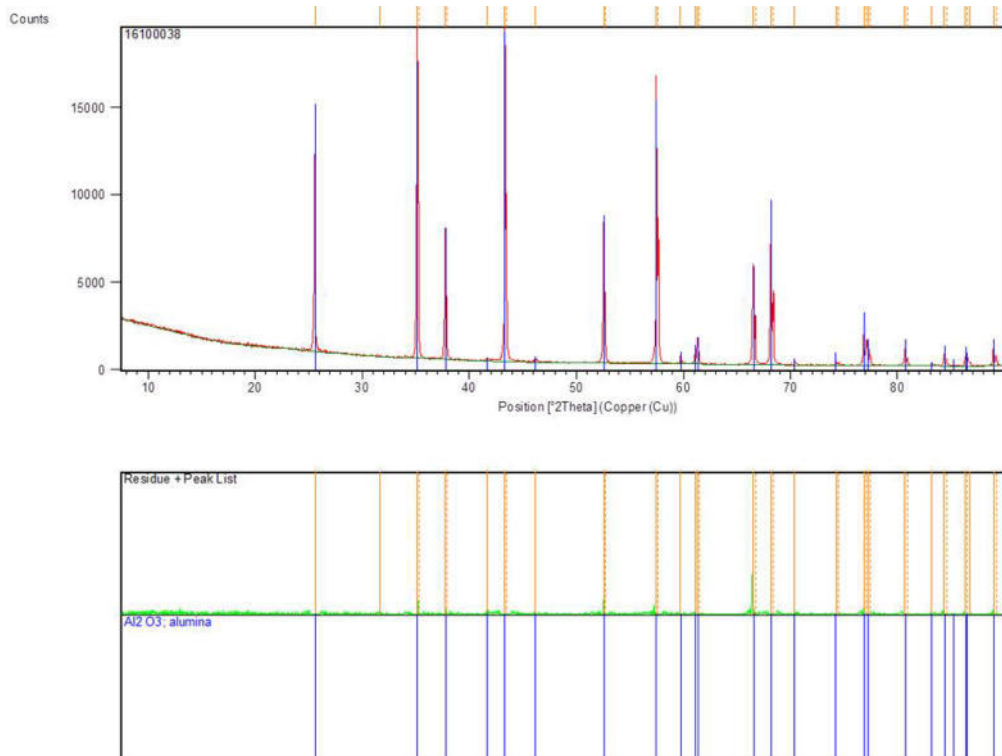 Counts
16100038
15000
10000
5000
0
10 20 30 40 50 60 70 80
Position [°2Theta] (Copper (Cu))
Residue + Peak List
Al2 O3; alumina